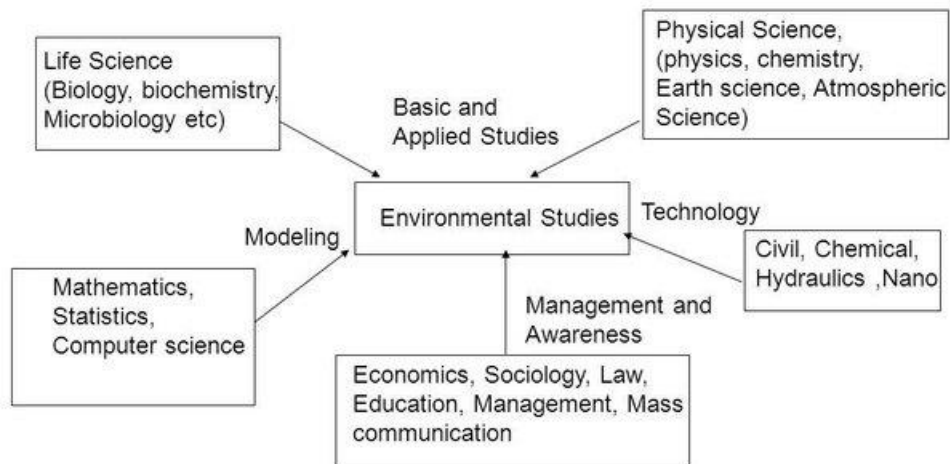 Life Science
(Biology, biochemistry,
Microbiology etc)
Basic and
Applied Studies
Physical Science,
(physics, chemistry,
Earth science, Atmospheric
Science)
Environmental Studies
Modeling
Technology
Mathematics,
Statistics,
Computer science
Management and
Awareness
Civil, Chemical,
Hydraulics ,Nano
Economics, Sociology, Law,
Education, Management, Mass
communication